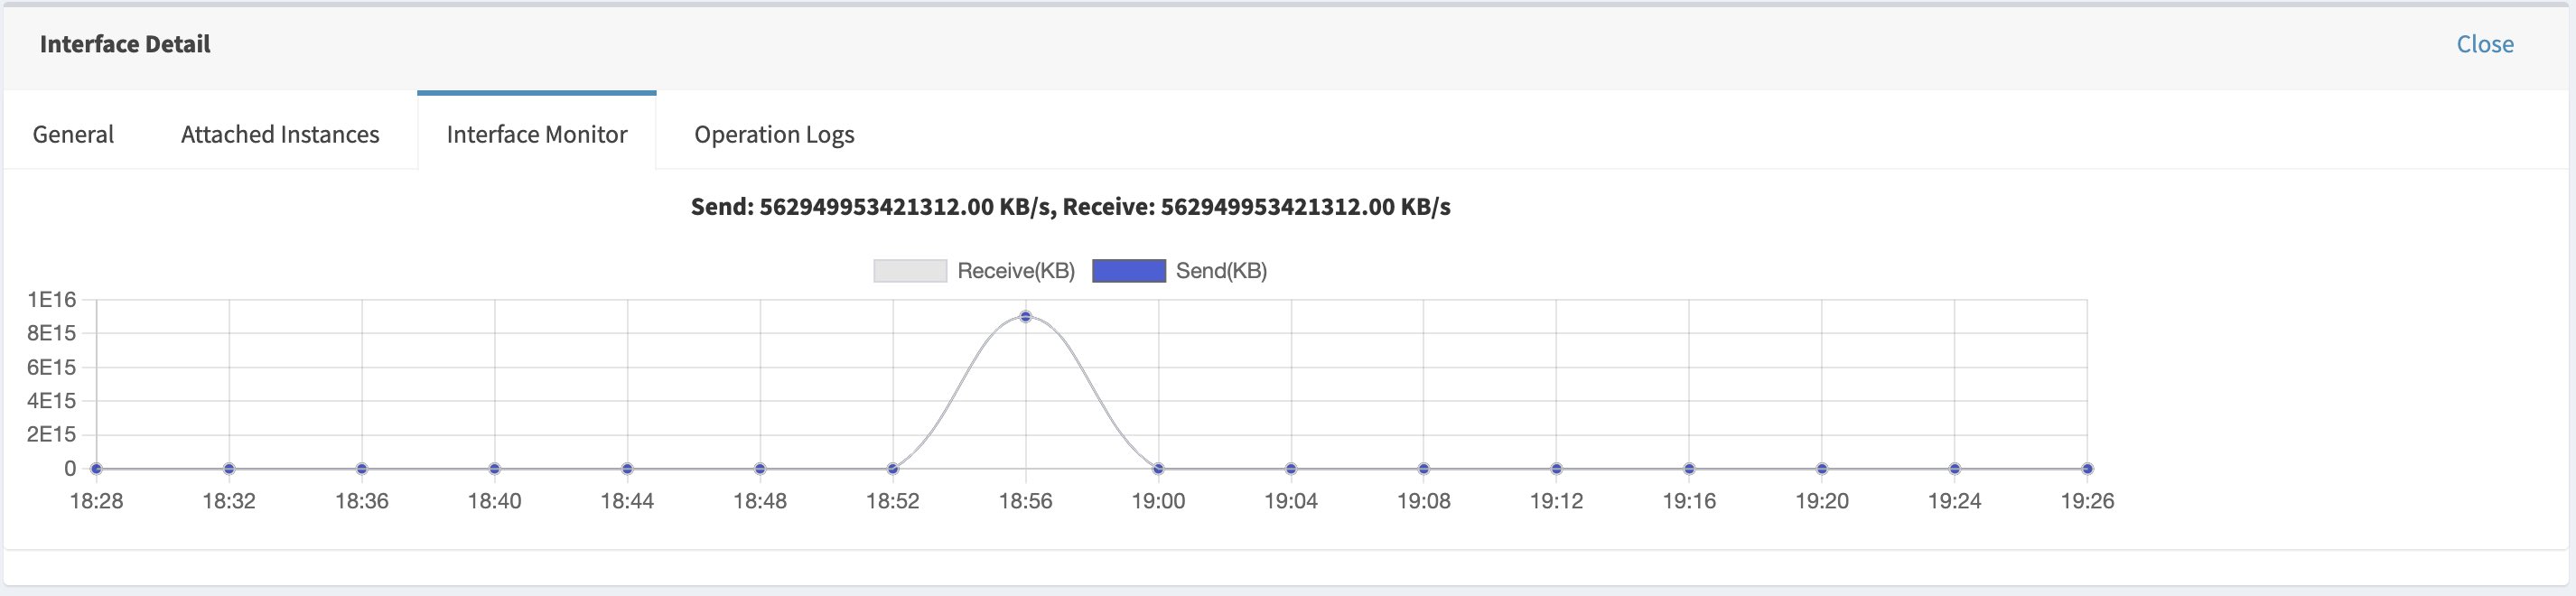 Interface Detail
Close
General
Attached Instances
Interface Monitor
Operation Logs
Send: 562949953421312.00 KB/s, Receive: 562949953421312.00 KB/s
Receive(KB)
Send(KB)
1E16
8E15
6E15
4E15
2E15
0
18:28
18:32
18:36
18:40
18:44
18:48
18:52
18:56
19:00
19:04
19:08
19:12
19:16
19:20
19:24
19:26